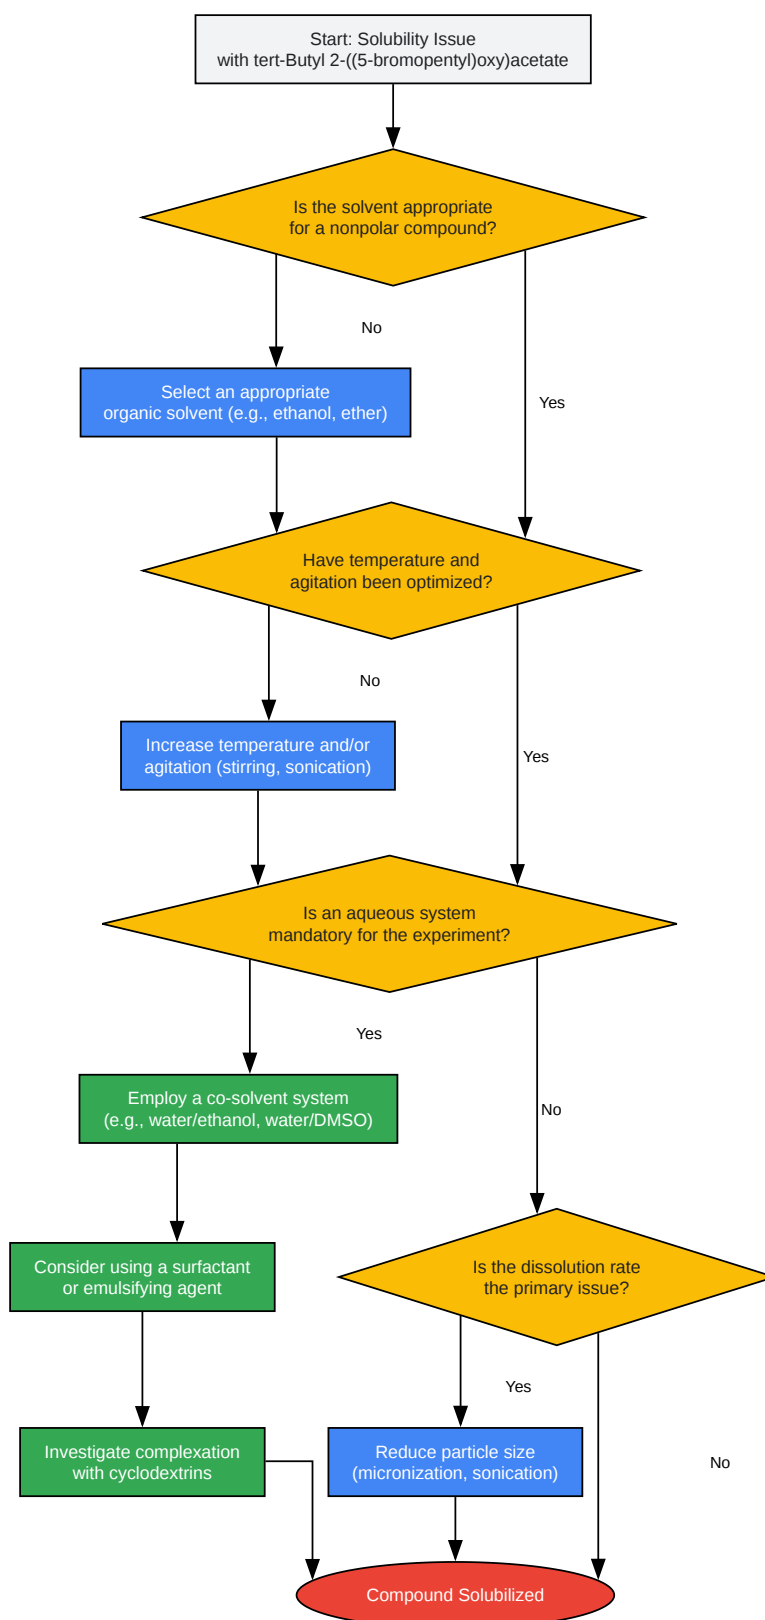 Start: Solubility Issue
with tert-Butyl 2-((5-bromopentyl)oxy)acetate
Is the solvent appropriate
for a nonpolar compound?
No
Select an appropriate
organic solvent (e.g., ethanol, ether)
Yes
Have temperature and
agitation been optimized?
No
Increase temperature and/or
agitation (stirring, sonication)
Yes
Is an aqueous system
mandatory for the experiment?
Yes
Employ a co-solvent system
(e.g., water/ethanol, water/DMSO)
No
Consider using a surfactant
or emulsifying agent
Is the dissolution rate
the primary issue?
Yes
Investigate complexation
with cyclodextrins
Reduce particle size
(micronization, sonication)
No
Compound Solubilized